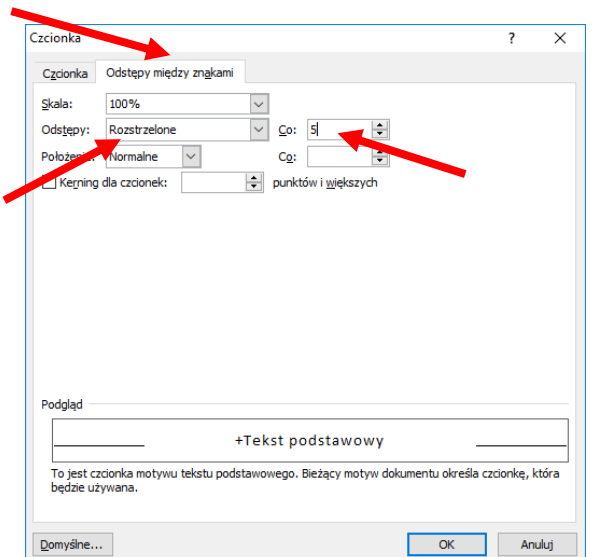 Czcionka ? ×
Czcionka Odstępy między znakami
Skala: 100%
Odstępy: Rozstrzelone Co: 5
Położenie: Normalne Co:
Kerning dla czcionek: punktów i większych
Podgląd
+Tekst podstawowy
To jest czcionka motywu tekstu podstawowego. Bieżący motyw dokumentu określa czcionkę, która
będzie używana.
Domyślne... OK Anuluj